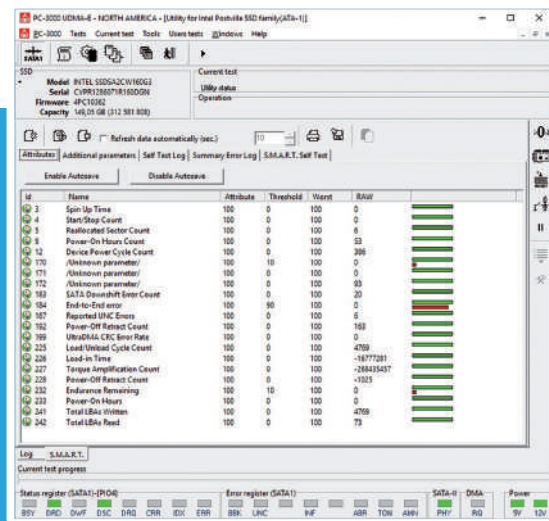 PC-3000 UDMA-E - NORTH AMERICA - [Utility for Intel Postville SSD family(ATA-1)]
PC-3000 Tests Current test Tools Users tests Windows Help
SATA1
SSD
Model INTEL SSDSA2CW160G3
Serial CVPR128607JR160DGN
Firmware 4PC10362
Capacity 149,05 GB (312 581 808)
Current test
Utility status
Operation
Refresh data automatically (sec.) 10
Attributes Additional parameters Self Test Log Summary Error Log S.M.A.R.T. Self Test
Enable Autosave Disable Autosave
Id Name Attribute Threshold Worst RAW
3 Spin Up Time 100 0 100 0
4 Start/Stop Count 100 0 100 0
5 Reallocated Sector Count 100 0 100 6
9 Power-On Hours Count 100 0 100 53
12 Device Power Cycle Count 100 0 100 386
170 /Unknown parameter/ 100 10 100 0
171 /Unknown parameter/ 100 0 100 0
172 /Unknown parameter/ 100 0 100 93
183 SATA Downshift Error Count 100 0 100 20
184 End-to-End error 100 90 100 0
187 Reported UNC Errors 100 0 100 6
192 Power-Off Retract Count 100 0 100 163
199 UltraDMA CRC Error Rate 100 0 100 0
225 Load/Unload Cycle Count 100 0 100 4769
226 Load-in Time 100 0 100 -16777281
227 Torque Amplification Count 100 0 100 -268435457
228 Power-Off Retract Count 100 0 100 -1025
232 Endurance Remaining 100 10 100 0
233 Power-On Hours 100 0 100 0
241 Total LBAs Written 100 0 100 4769
242 Total LBAs Read 100 0 100 73
Log S.M.A.R.T.
Current test progress
Status register (SATA1)-[PIO4] Error register (SATA1) SATA-II DMA Power
BSY DRD DWF DSC DRQ CRR IDX ERR BBK UNC INF ABR TON AMN PHY RQ 5V 12V